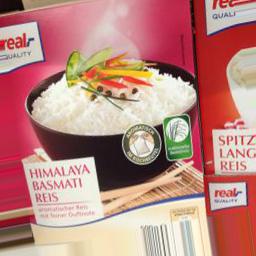 real
QUALITY
HIMALAYA
BASMATI
REIS
aromatischer Reis
mit feiner Duftnote
real
QUALI
SPITZ
LANG
REIS
real
QUALITY